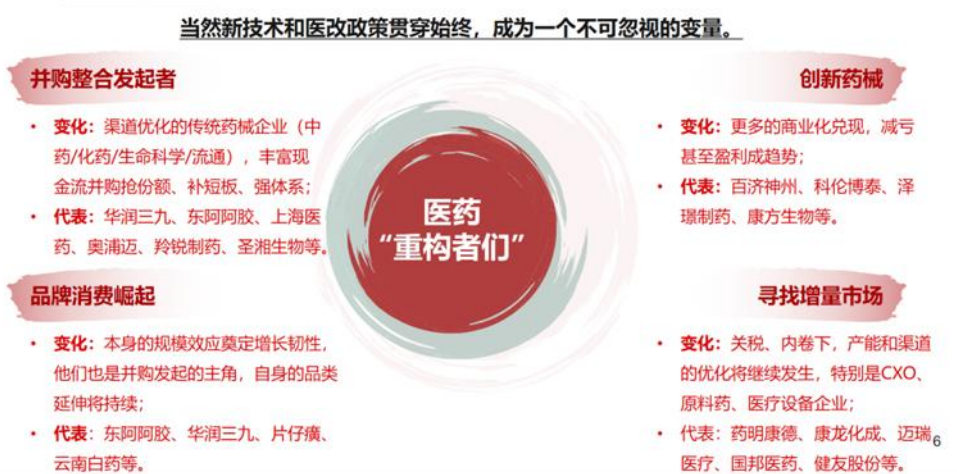 当然新技术和医改政策贯穿始终，成为一个不可忽视的变量。
并购整合发起者
• 变化：渠道优化的传统药械企业（中
药/化药/生命科学/流通），丰富现
金流并购抢份额、补短板、强体系；
• 代表：华润三九、东阿阿胶、上海医
药、奥浦迈、羚锐制药、圣湘生物等。
创新药械
• 变化：更多的商业化兑现，减亏
甚至盈利成趋势；
• 代表：百济神州、科伦博泰、泽
璟制药、康方生物等。
医药
“重构者们”
品牌消费崛起
• 变化：本身的规模效应奠定增长韧性，
他们也是并购发起的主角，自身的品类
延伸将持续；
• 代表：东阿阿胶、华润三九、片仔癀、
云南白药等。
寻找增量市场
• 变化：关税、内卷下，产能和渠道
的优化将继续发生，特别是CXO、
原料药、医疗设备企业；
• 代表：药明康德、康龙化成、迈瑞
医疗、国邦医药、健友股份等。
6